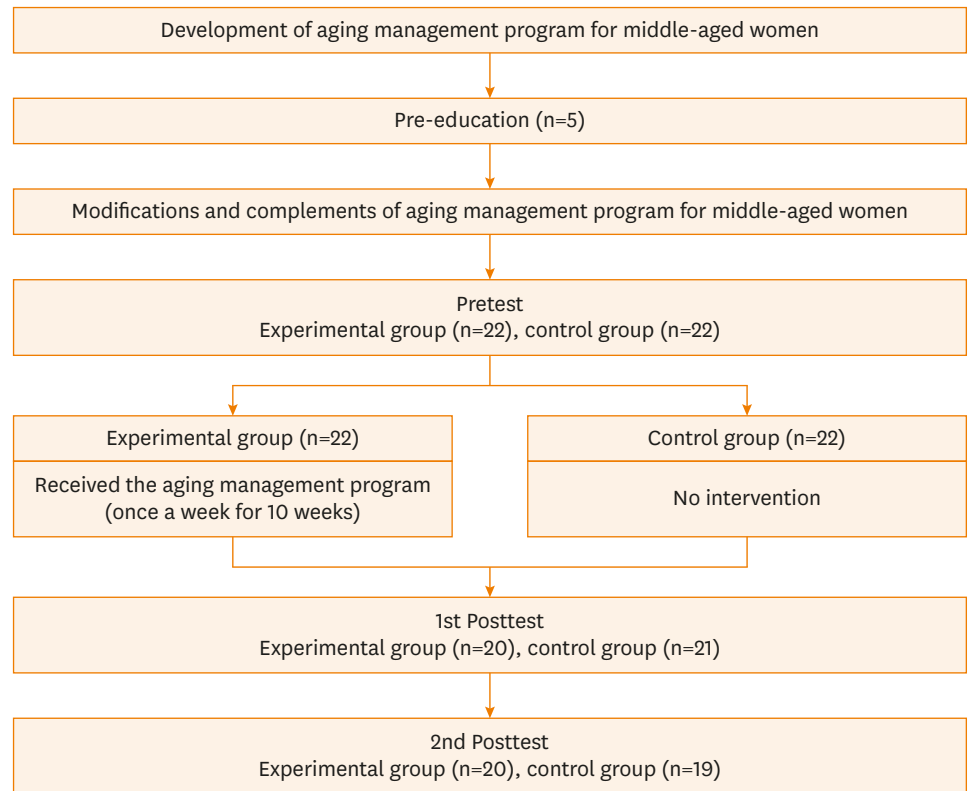 Development of aging management program for middle-aged women
Pre-education (n=5)
Modifications and complements of aging management program for middle-aged women
Pretest
Experimental group (n=22), control group (n=22)
Experimental group (n=22)
Received the aging management program
(once a week for 10 weeks)
Control group (n=22)
No intervention
1st Posttest
Experimental group (n=20), control group (n=21)
2nd Posttest
Experimental group (n=20), control group (n=19)